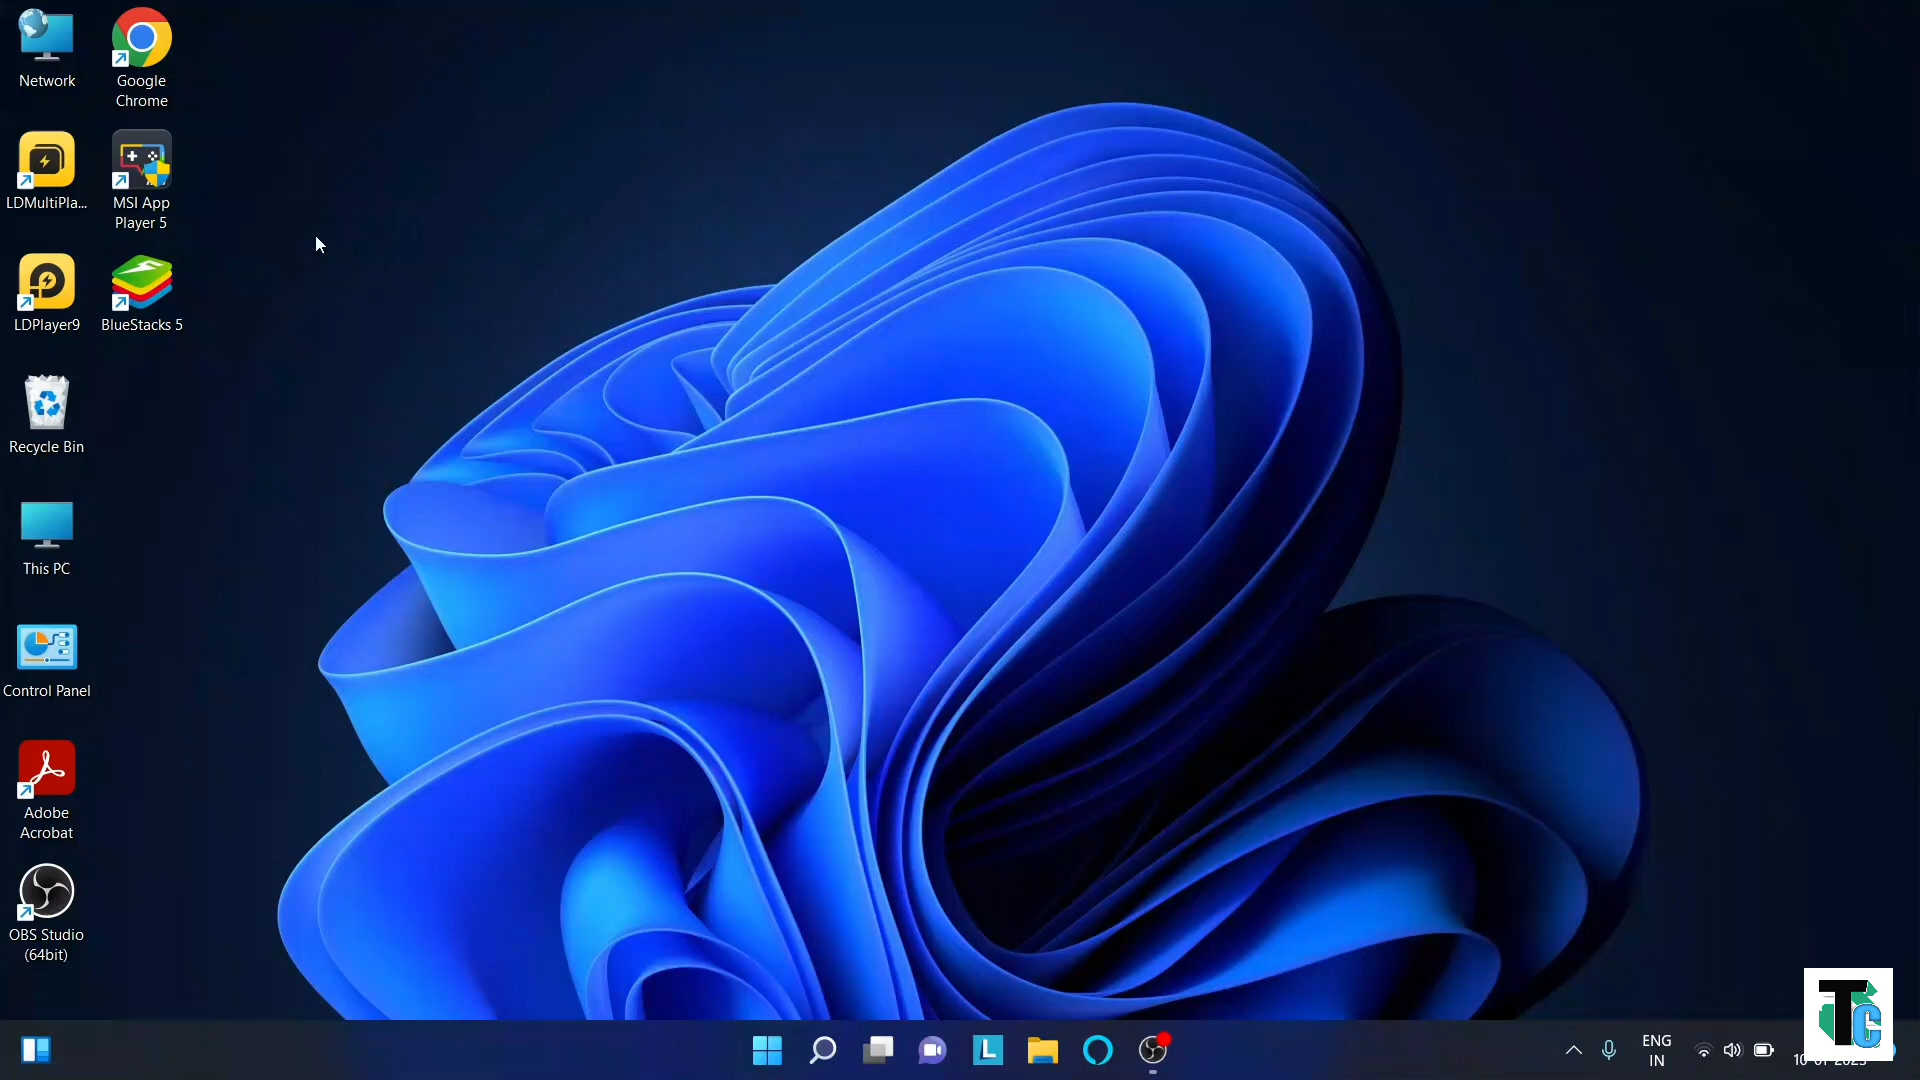 Network
Google
Chrome
LDMultiPla...
MSI App
Player 5
LDPlayer9
BlueStacks 5
Recycle Bin
This PC
Control Panel
Adobe
Acrobat
OBS Studio
(64bit)
ENG
IN
TC